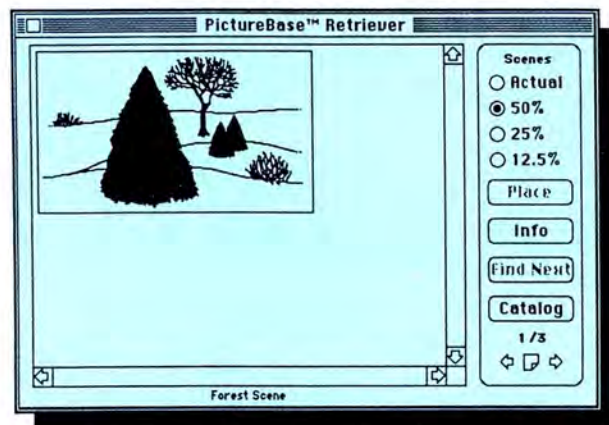 PictureBase™ Retriever
Scenes
Actual
50%
25%
12.5%
Place
Info
Find Next
Catalog
1/3
Forest Scene